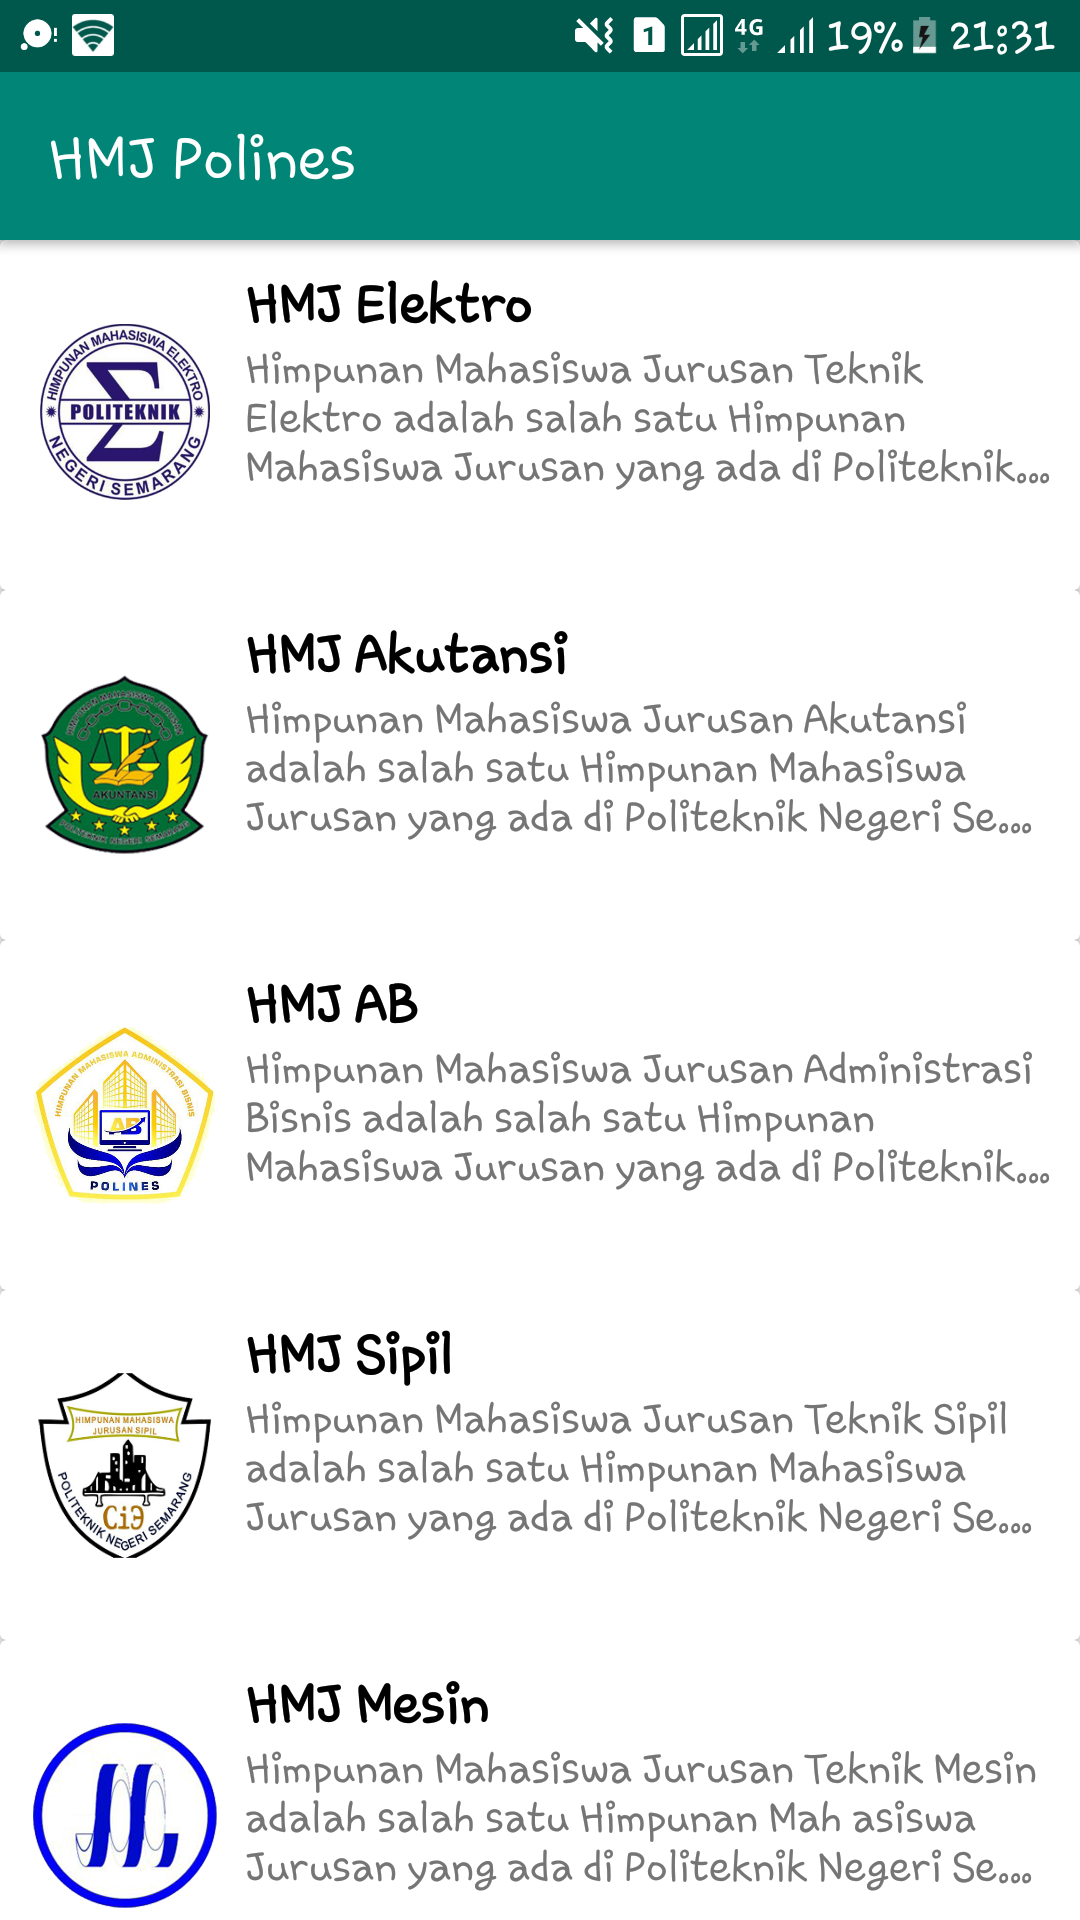 1 4G 19% 21:31
HMJ Polines
HMJ Elektro
Himpunan Mahasiswa Jurusan Teknik
Elektro adalah salah satu Himpunan
Mahasiswa Jurusan yang ada di Politeknik...
HIMPUNAN MAHASISWA ELEKTRO
POLITEKNIK
NEGERI SEMARANG
HMJ Akutansi
Himpunan Mahasiswa Jurusan Akutansi
adalah salah satu Himpunan Mahasiswa
Jurusan yang ada di Politeknik Negeri Se...
HIMPUNAN MAHASISWA JURUSAN
AKUNTANSI
POLITEKNIK NEGERI SEMARANG
HMJ AB
Himpunan Mahasiswa Jurusan Administrasi
Bisnis adalah salah satu Himpunan
Mahasiswa Jurusan yang ada di Politeknik...
HIMPUNAN MAHASISWA ADMINISTRASI BISNIS
AB
POLINES
HMJ Sipil
Himpunan Mahasiswa Jurusan Teknik Sipil
adalah salah satu Himpunan Mahasiswa
Jurusan yang ada di Politeknik Negeri Se...
HIMPUNAN MAHASISWA
JURUSAN SIPIL
POLITEKNIK NEGERI SEMARANG
HMJ Mesin
Himpunan Mahasiswa Jurusan Teknik Mesin
adalah salah satu Himpunan Mah asiswa
Jurusan yang ada di Politeknik Negeri Se...